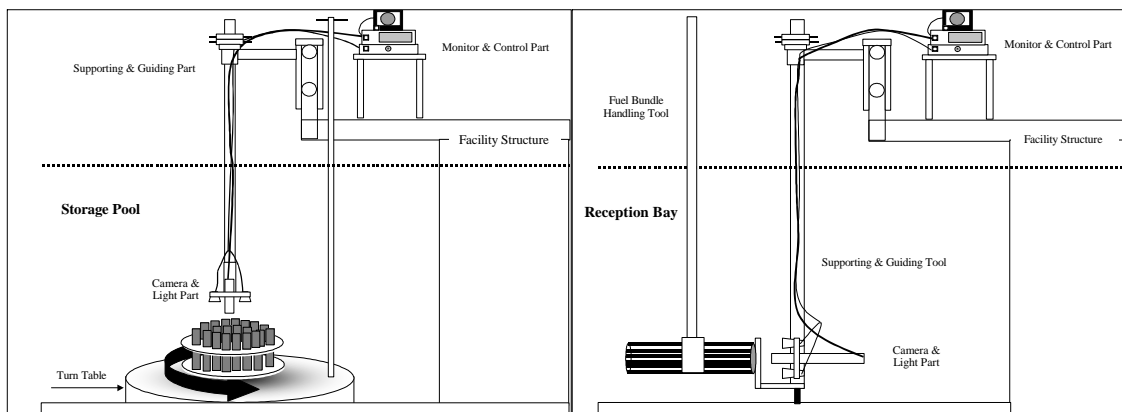 Monitor & Control Part
Supporting & Guiding Part
Facility Structure
Storage Pool
Camera &
Light Part
Turn Table
Monitor & Control Part
Fuel Bundle
Handling Tool
Facility Structure
Reception Bay
Supporting & Guiding Tool
Camera &
Light Part